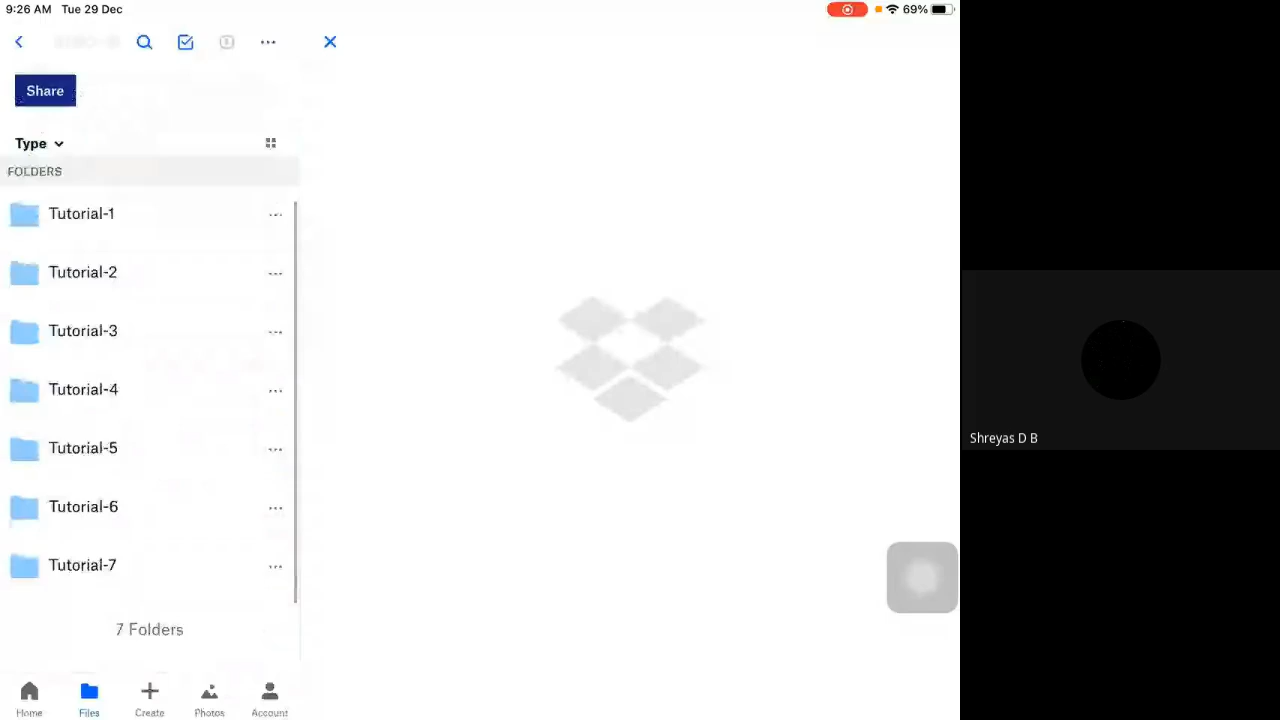 9:26 AM Tue 29 Dec
69%
Share
Type
FOLDERS
Tutorial-1
Tutorial-2
Tutorial-3
Tutorial-4
Tutorial-5
Tutorial-6
Tutorial-7
7 Folders
Home Files Create Photos Account
Shreyas D B